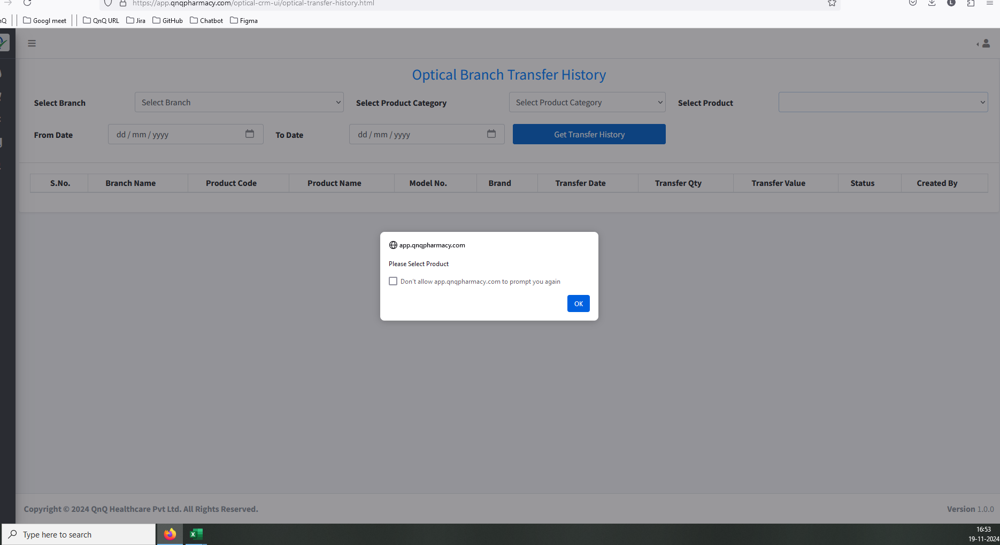 https://app.qnqpharmacy.com/optical-crm-ui/optical-transfer-history.html
Googl meet QnQ URL Jira GitHub Chatbot Figma
Optical Branch Transfer History
Select Branch Select Branch Select Product Category Select Product Category Select Product
From Date dd / mm / yyyy To Date dd / mm / yyyy Get Transfer History
S.No. Branch Name Product Code Product Name Model No. Brand Transfer Date Transfer Qty Transfer Value Status Created By
app.qnqpharmacy.com
Please Select Product
Don't allow app.qnqpharmacy.com to prompt you again
OK
Copyright © 2024 QnQ Healthcare Pvt Ltd. All Rights Reserved. Version 1.0.0
Type here to search
16:53
19-11-2024